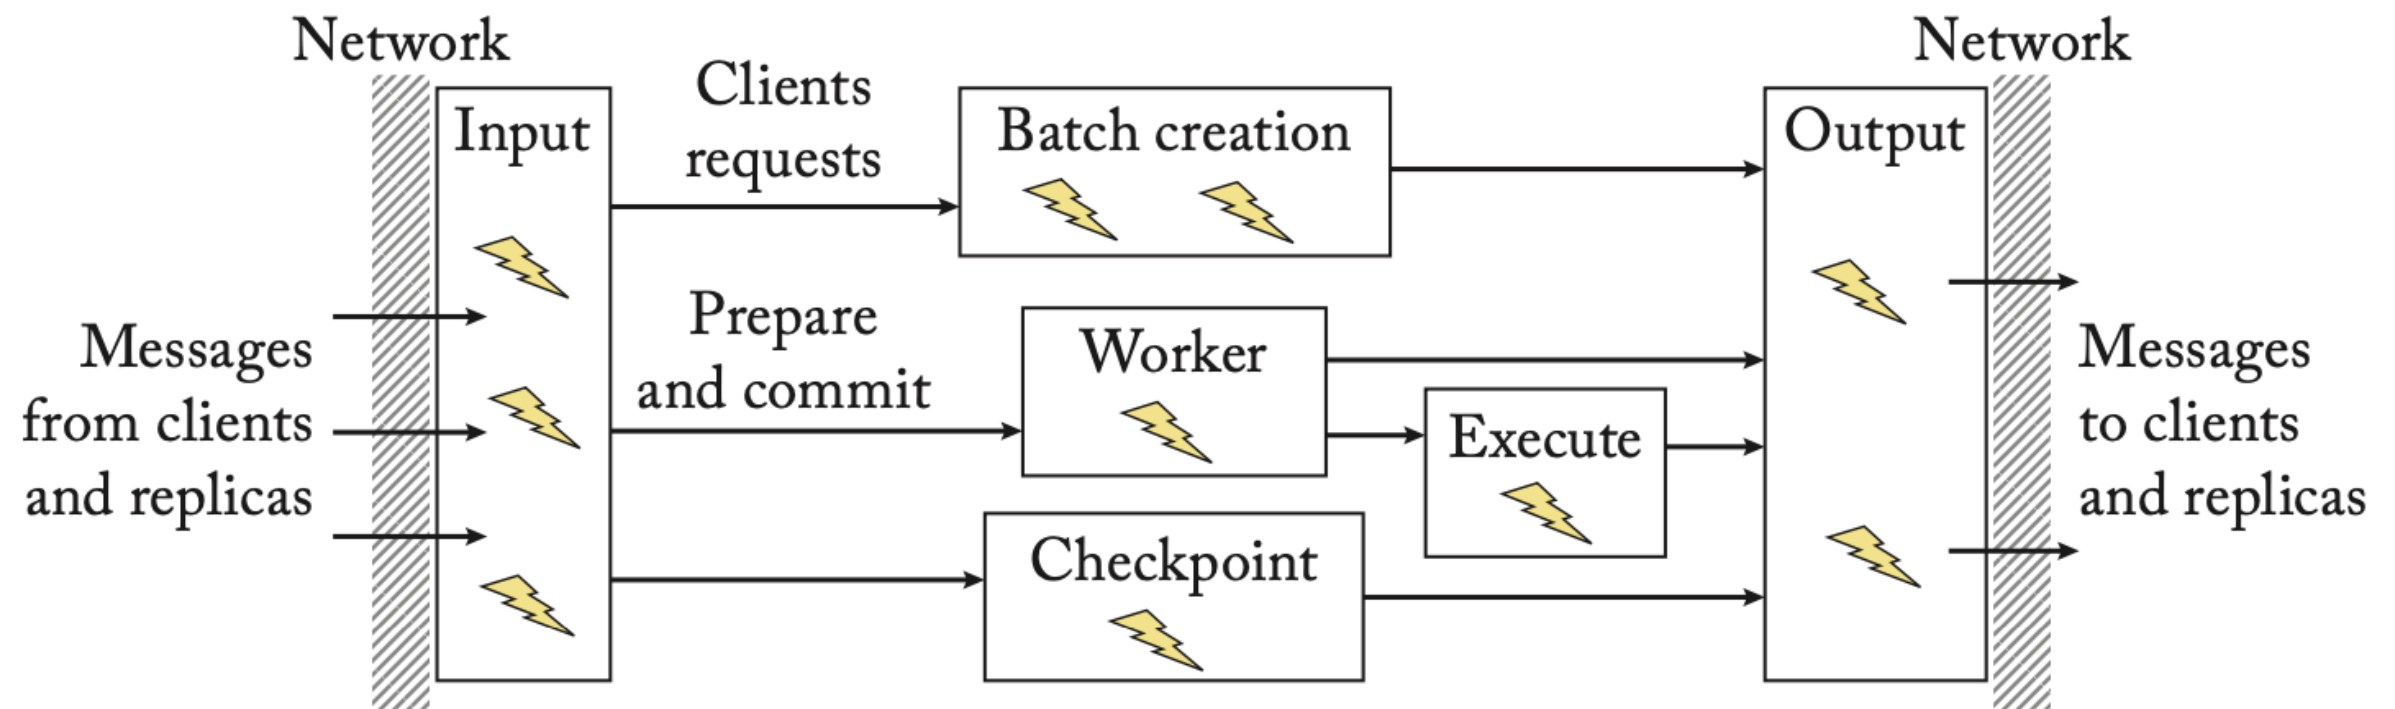 Network
Network
Input
Clients
requests
Batch creation
Output
Messages
from clients
and replicas
Prepare
and commit
Worker
Execute
Checkpoint
Messages
to clients
and replicas